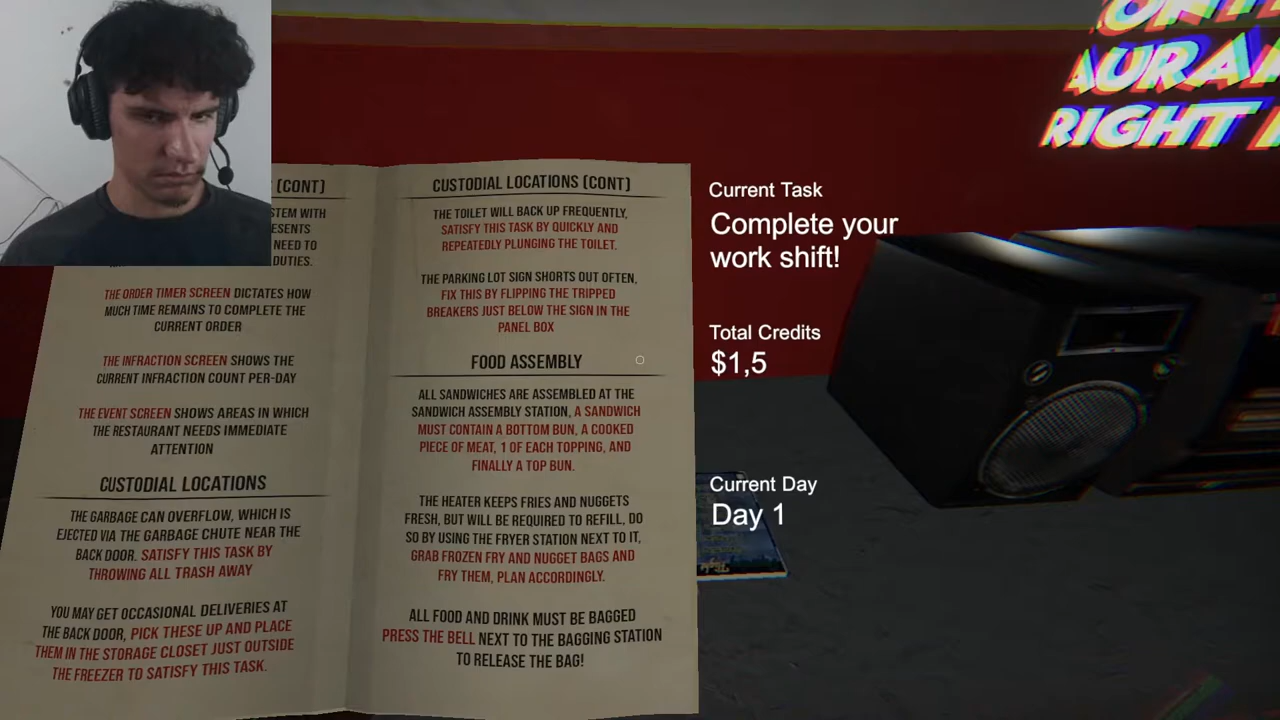 (CONT)
CUSTODIAL LOCATIONS (CONT)
STEM WITH
ESENTS
NEED TO
DUTIES.
THE ORDER TIMER SCREEN DICTATES HOW
MUCH TIME REMAINS TO COMPLETE THE
CURRENT ORDER
THE INFRACTION SCREEN SHOWS THE
CURRENT INFRACTION COUNT PER-DAY
THE EVENT SCREEN SHOWS AREAS IN WHICH
THE RESTAURANT NEEDS IMMEDIATE
ATTENTION
CUSTODIAL LOCATIONS
THE GARBAGE CAN OVERFLOW, WHICH IS
EJECTED VIA THE GARBAGE CHUTE NEAR THE
BACK DOOR. SATISFY THIS TASK BY
THROWING ALL TRASH AWAY
YOU MAY GET OCCASIONAL DELIVERIES AT
THE BACK DOOR, PICK THESE UP AND PLACE
THEM IN THE STORAGE CLOSET JUST OUTSIDE
THE FREEZER TO SATISFY THIS TASK.
THE TOILET WILL BACK UP FREQUENTLY,
SATISFY THIS TASK BY QUICKLY AND
REPEATEDLY PLUNGING THE TOILET.
THE PARKING LOT SIGN SHORTS OUT OFTEN,
FIX THIS BY FLIPPING THE TRIPPED
BREAKERS JUST BELOW THE SIGN IN THE
PANEL BOX
FOOD ASSEMBLY
ALL SANDWICHES ARE ASSEMBLED AT THE
SANDWICH ASSEMBLY STATION, A SANDWICH
MUST CONTAIN A BOTTOM BUN, A COOKED
PIECE OF MEAT, 1 OF EACH TOPPING, AND
FINALLY A TOP BUN.
THE HEATER KEEPS FRIES AND NUGGETS
FRESH, BUT WILL BE REQUIRED TO REFILL, DO
SO BY USING THE FRYER STATION NEXT TO IT,
GRAB FROZEN FRY AND NUGGET BAGS AND
FRY THEM, PLAN ACCORDINGLY.
ALL FOOD AND DRINK MUST BE BAGGED
PRESS THE BELL NEXT TO THE BAGGING STATION
TO RELEASE THE BAG!
Current Task
Complete your
work shift!
Total Credits
$1,5
Current Day
Day 1
AURA
RIGHT